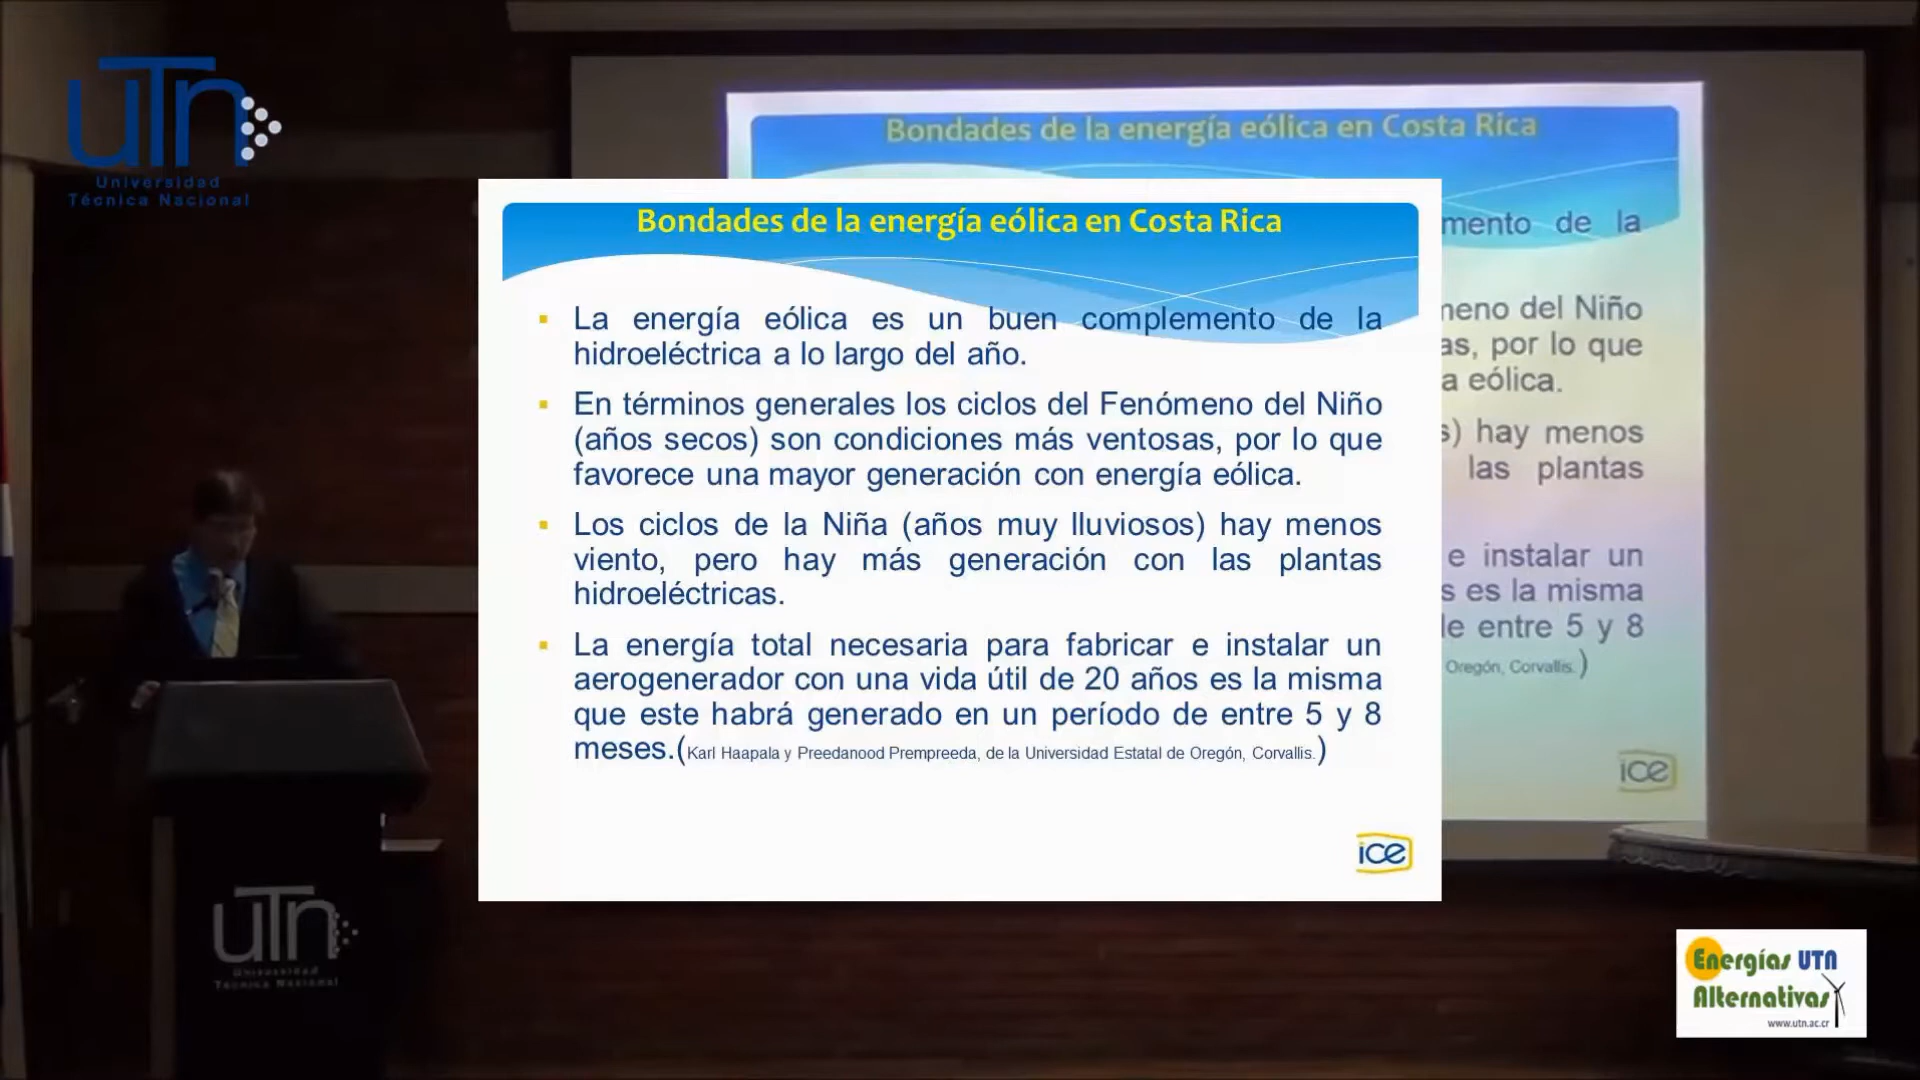 uTn
Universidad
Técnica Nacional
Bondades de la energía eólica en Costa Rica
mento de la
meno del Niño
as, por lo que
a eólica.
s) hay menos
las plantas
e instalar un
s es la misma
de entre 5 y 8
Oregón, Corvallis.)
ice
Bondades de la energía eólica en Costa Rica
▪ La energía eólica es un buen complemento de la
hidroeléctrica a lo largo del año.
▪ En términos generales los ciclos del Fenómeno del Niño
(años secos) son condiciones más ventosas, por lo que
favorece una mayor generación con energía eólica.
▪ Los ciclos de la Niña (años muy lluviosos) hay menos
viento, pero hay más generación con las plantas
hidroeléctricas.
▪ La energía total necesaria para fabricar e instalar un
aerogenerador con una vida útil de 20 años es la misma
que este habrá generado en un período de entre 5 y 8
meses.(Karl Haapala y Preedanood Prempreeda, de la Universidad Estatal de Oregón, Corvallis.)
ice
uTn
Universidad
Técnica Nacional
Energías UTN
Alternativas
www.utn.ac.cr